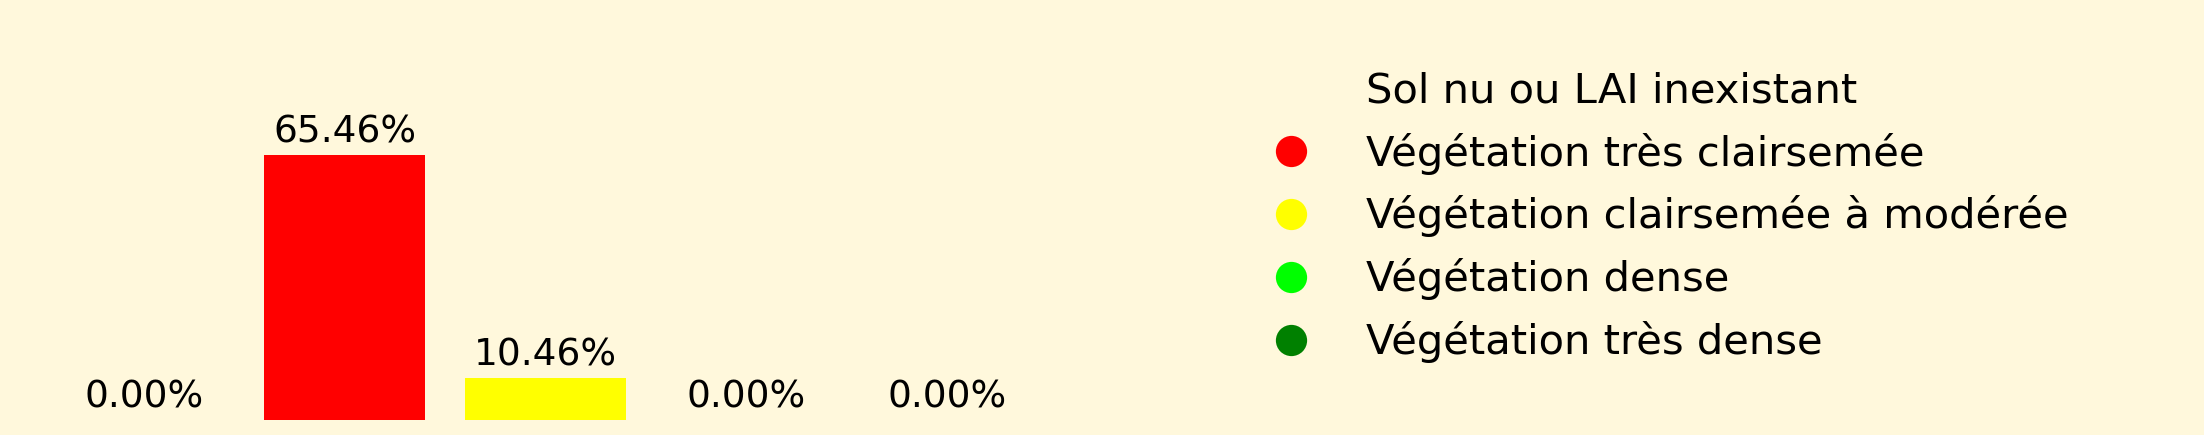 65.46%
10.46%
0.00%
0.00%
0.00%
Sol nu ou LAI inexistant
Végétation très clairsemée
Végétation clairsemée à modérée
Végétation dense
Végétation très dense